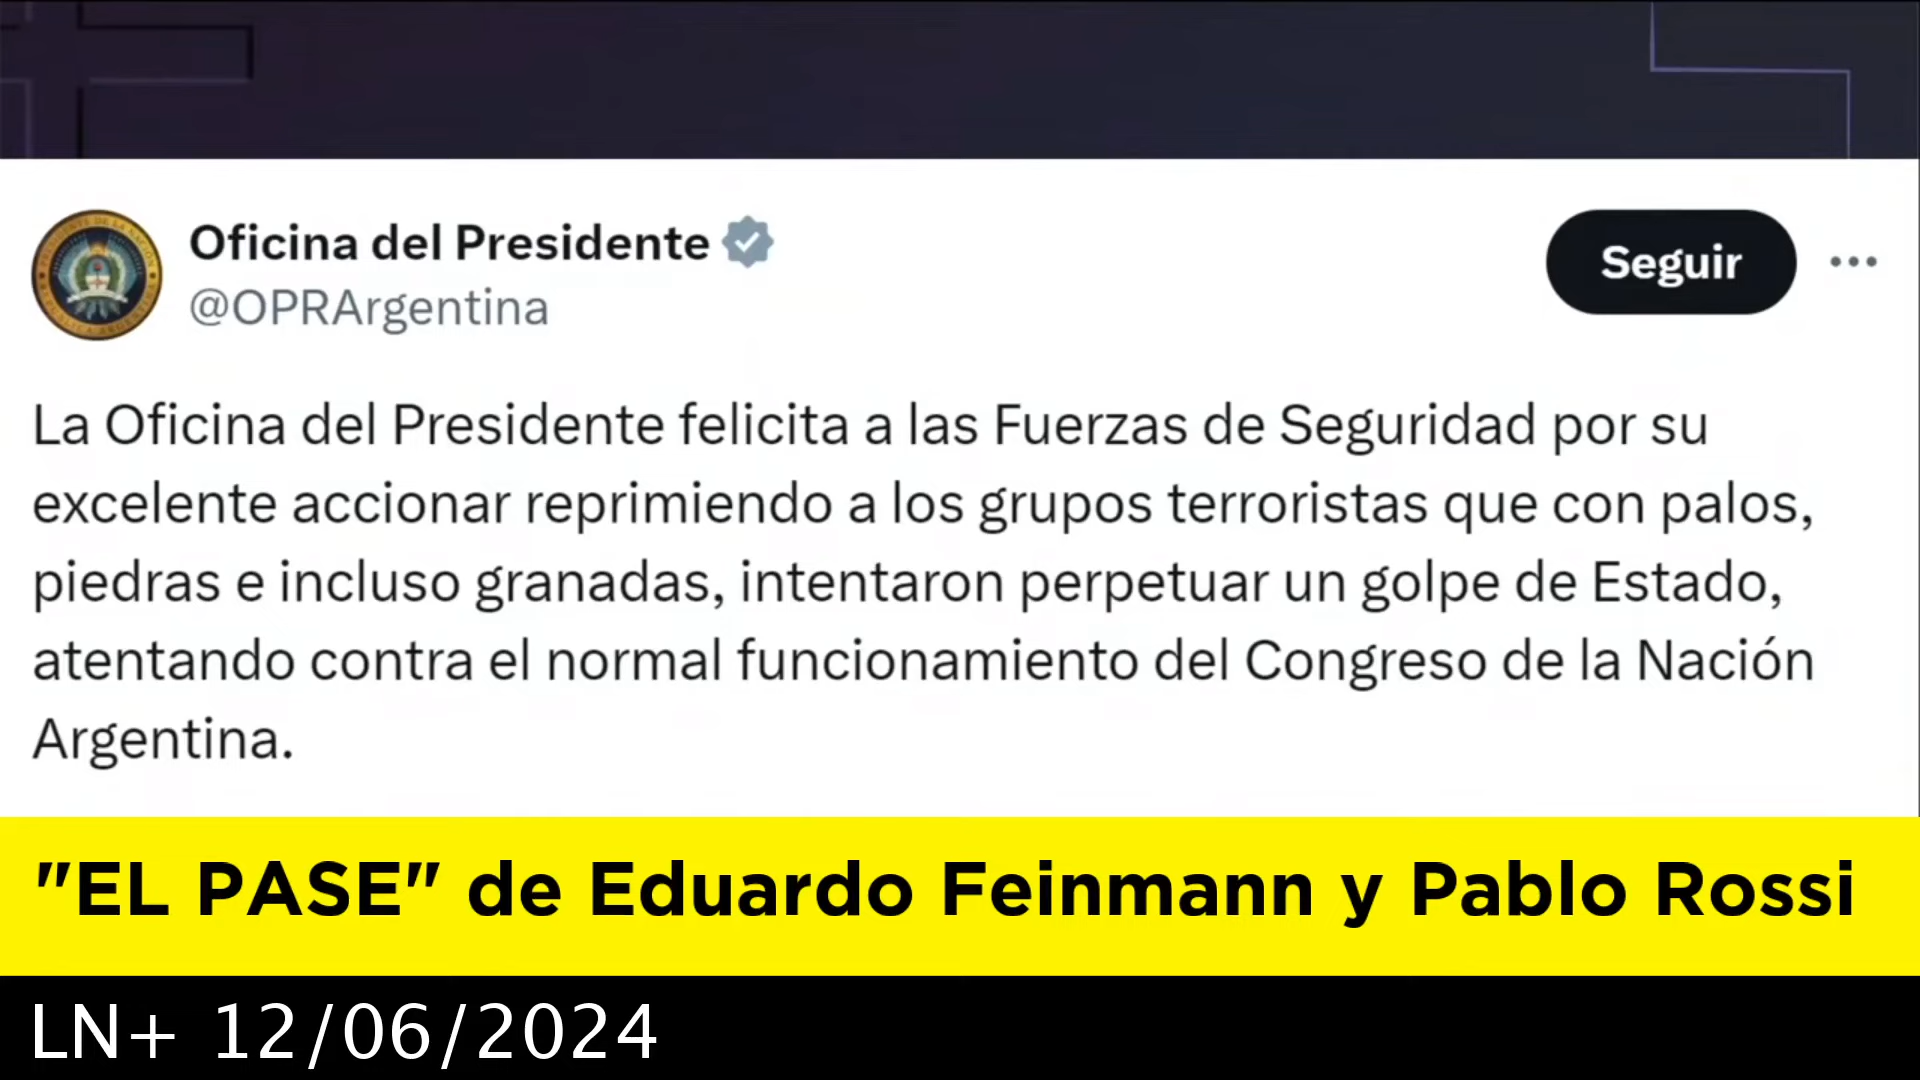 Oficina del Presidente
@OPRArgentina
Seguir
La Oficina del Presidente felicita a las Fuerzas de Seguridad por su
excelente accionar reprimiendo a los grupos terroristas que con palos,
piedras e incluso granadas, intentaron perpetuar un golpe de Estado,
atentando contra el normal funcionamiento del Congreso de la Nación
Argentina.
"EL PASE" de Eduardo Feinmann y Pablo Rossi
LN+ 12/06/2024